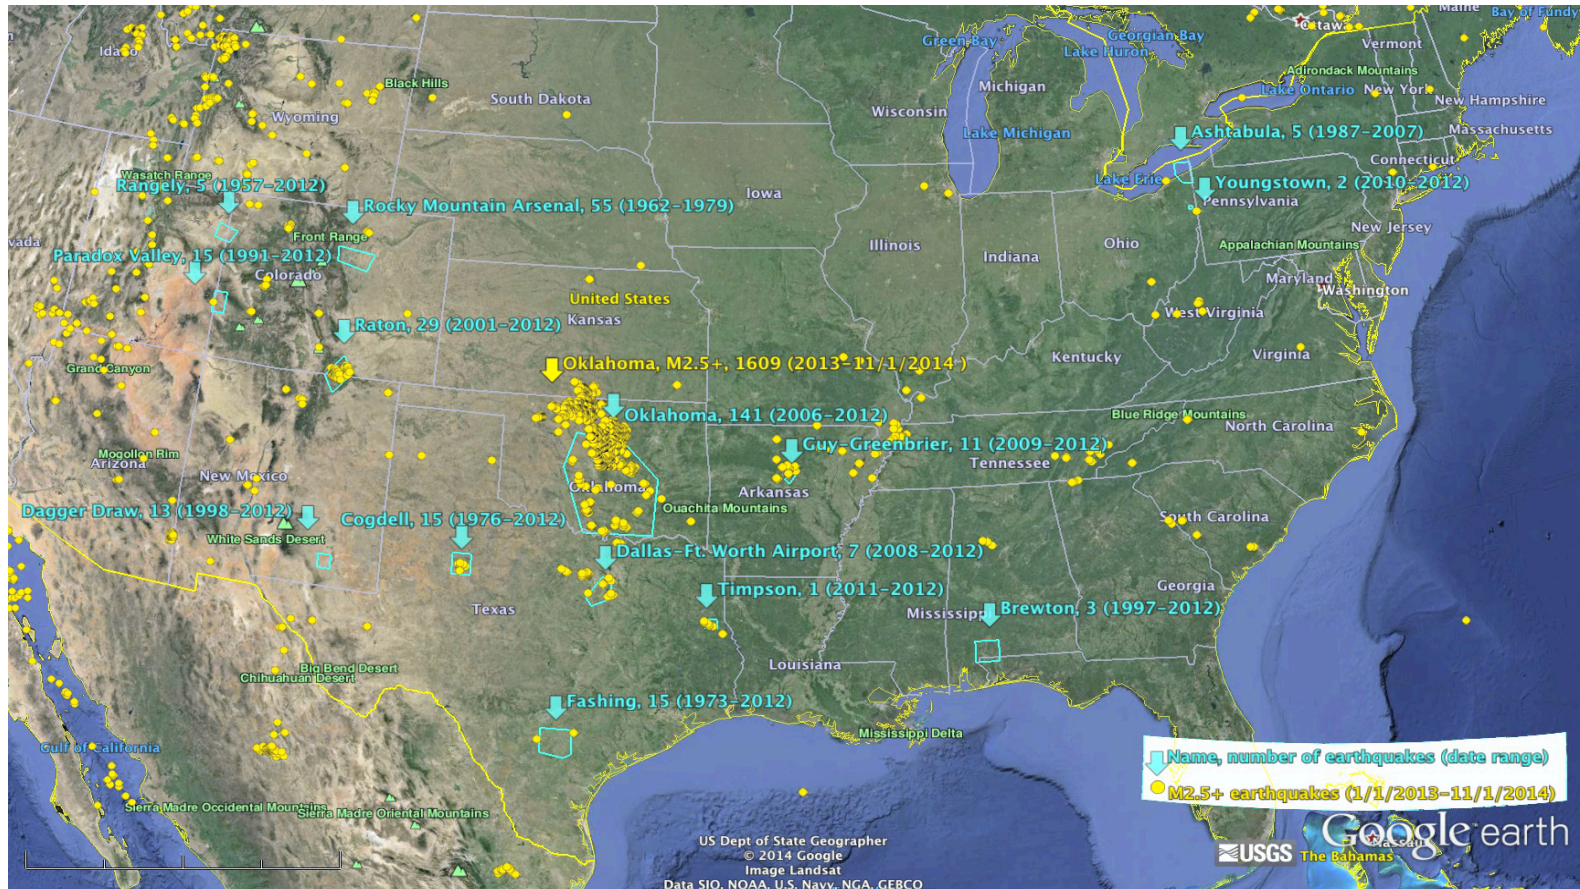 Maine
Bay of Fundy
Ottawa
Idaho
Green Bay
Georgian Bay
Lake Huron
Vermont
Black Hills
Michigan
Adirondack Mountains
South Dakota
Lake Ontario
New York
New Hampshire
Wisconsin
Wyoming
Lake Michigan
Ashtabula, 5 (1987-2007)
Massachusetts
Connecticut
Wasatch Range
Rangely, 5 (1957-2012)
Lake Erie
Youngstown, 2 (2010-2012)
Iowa
Pennsylvania
Rocky Mountain Arsenal, 55 (1962-1979)
New Jersey
Front Range
vada
Illinois
Ohio
Appalachian Mountains
Paradox Valley, 15 (1991-2012)
Indiana
Colorado
Maryland
Washington
United States
Kansas
West Virginia
Raton, 29 (2001-2012)
Kentucky
Virginia
Grand Canyon
Oklahoma, M2.5+, 1609 (2013-11/1/2014 )
Oklahoma, 141 (2006-2012)
Blue Ridge Mountains
North Carolina
Guy-Greenbrier, 11 (2009-2012)
Mogollon Rim
Arizona
Tennessee
New Mexico
Oklahoma
Arkansas
Ouachita Mountains
Dagger Draw, 13 (1998-2012)
Cogdell, 15 (1976-2012)
South Carolina
White Sands Desert
Dallas-Ft. Worth Airport, 7 (2008-2012)
Timpson, 1 (2011-2012)
Georgia
Texas
Mississippi
Brewton, 3 (1997-2012)
Big Bend Desert
Chihuahuan Desert
Louisiana
Fashing, 15 (1973-2012)
Mississippi Delta
Gulf of California
Name, number of earthquakes (date range)
M2.5+ earthquakes (1/1/2013-11/1/2014)
Sierra Madre Occidental Mountains
Sierra Madre Oriental Mountains
Google earth
US Dept of State Geographer
© 2014 Google
Image Landsat
Data SIO, NOAA, U.S. Navy, NGA, GEBCO
USGS
Nassau
The Bahamas